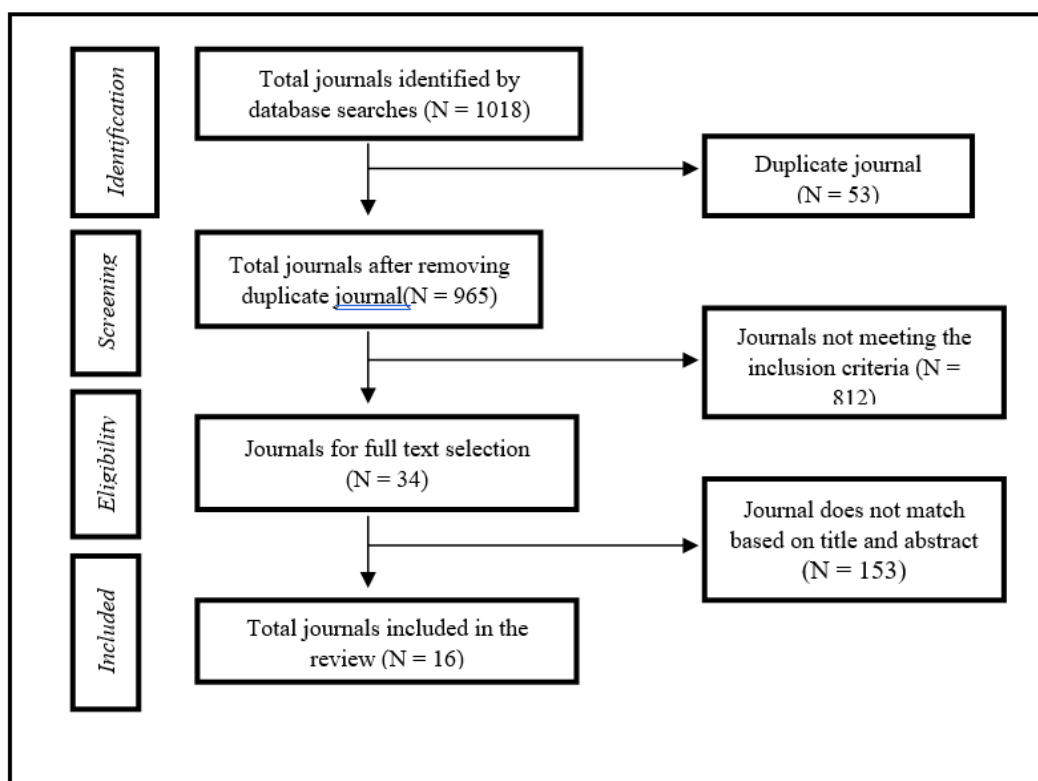 Identification
Total journals identified by
database searches (N = 1018)
Duplicate journal
(N = 53)
Screening
Total journals after removing
duplicate journal(N = 965)
Journals not meeting the
inclusion criteria (N =
812)
Eligibility
Journals for full text selection
(N = 34)
Journal does not match
based on title and abstract
(N = 153)
Included
Total journals included in the
review (N = 16)